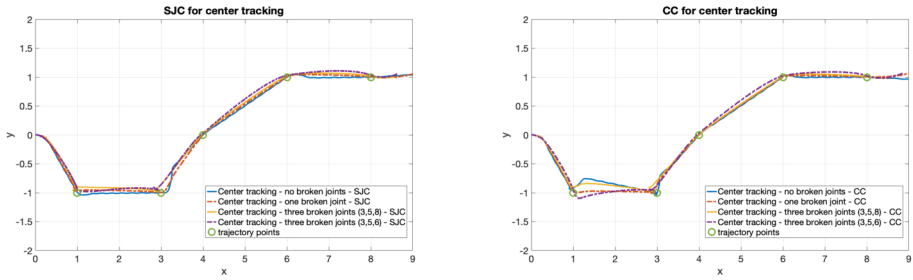 SJC for center tracking
2
1.5
1
0.5
0
-0.5
-1
-1.5
-2
y
0 1 2 3 4 5 6 7 8 9
x
Center tracking - no broken joints - SJC
Center tracking - one broken joint - SJC
Center tracking - three broken joints (3,5,8) - SJC
Center tracking - three broken joints (3,5,6) - SJC
trajectory points
CC for center tracking
2
1.5
1
0.5
0
-0.5
-1
-1.5
-2
y
0 1 2 3 4 5 6 7 8 9
x
Center tracking - no broken joints - CC
Center tracking - one broken joint - CC
Center tracking - three broken joints (3,5,8) - CC
Center tracking - three broken joints (3,5,6) - CC
trajectory points